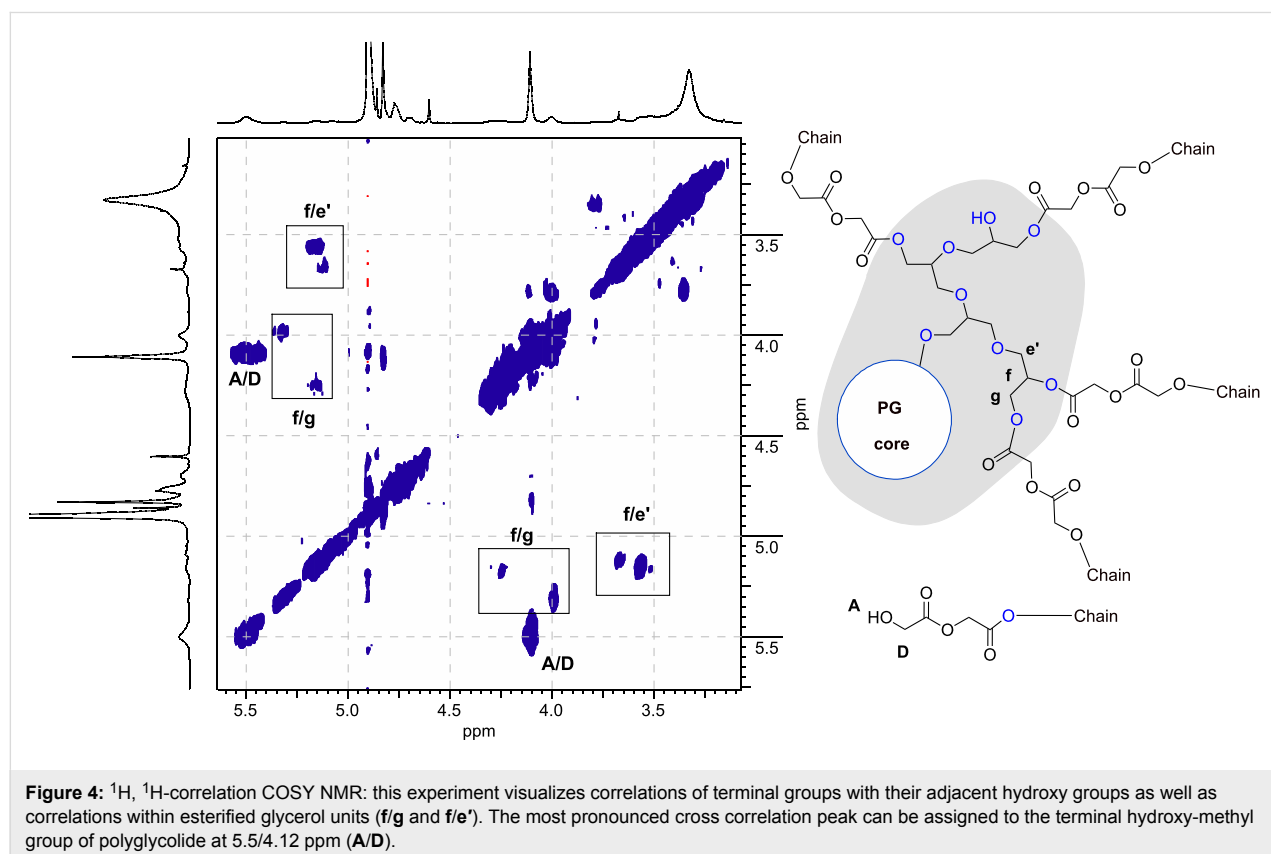 Chain
O
O
O
O
O
Chain
O
O
O
O
O
HO
O
O
O
O
O
PG
core
e'
f
g
O
O
O
O
O
Chain
O
O
O
O
O
Chain
A
HO
D
O
O
O
O
Chain
f/e'
A/D
f/g
f/g
f/e'
A/D
3.5
4.0
4.5
5.0
5.5
ppm
5.5
5.0
4.5
4.0
3.5
ppm
Figure 4: ¹H, ¹H-correlation COSY NMR: this experiment visualizes correlations of terminal groups with their adjacent hydroxy groups as well as
correlations within esterified glycerol units (f/g and f/e′). The most pronounced cross correlation peak can be assigned to the terminal hydroxy-methyl
group of polyglycolide at 5.5/4.12 ppm (A/D).